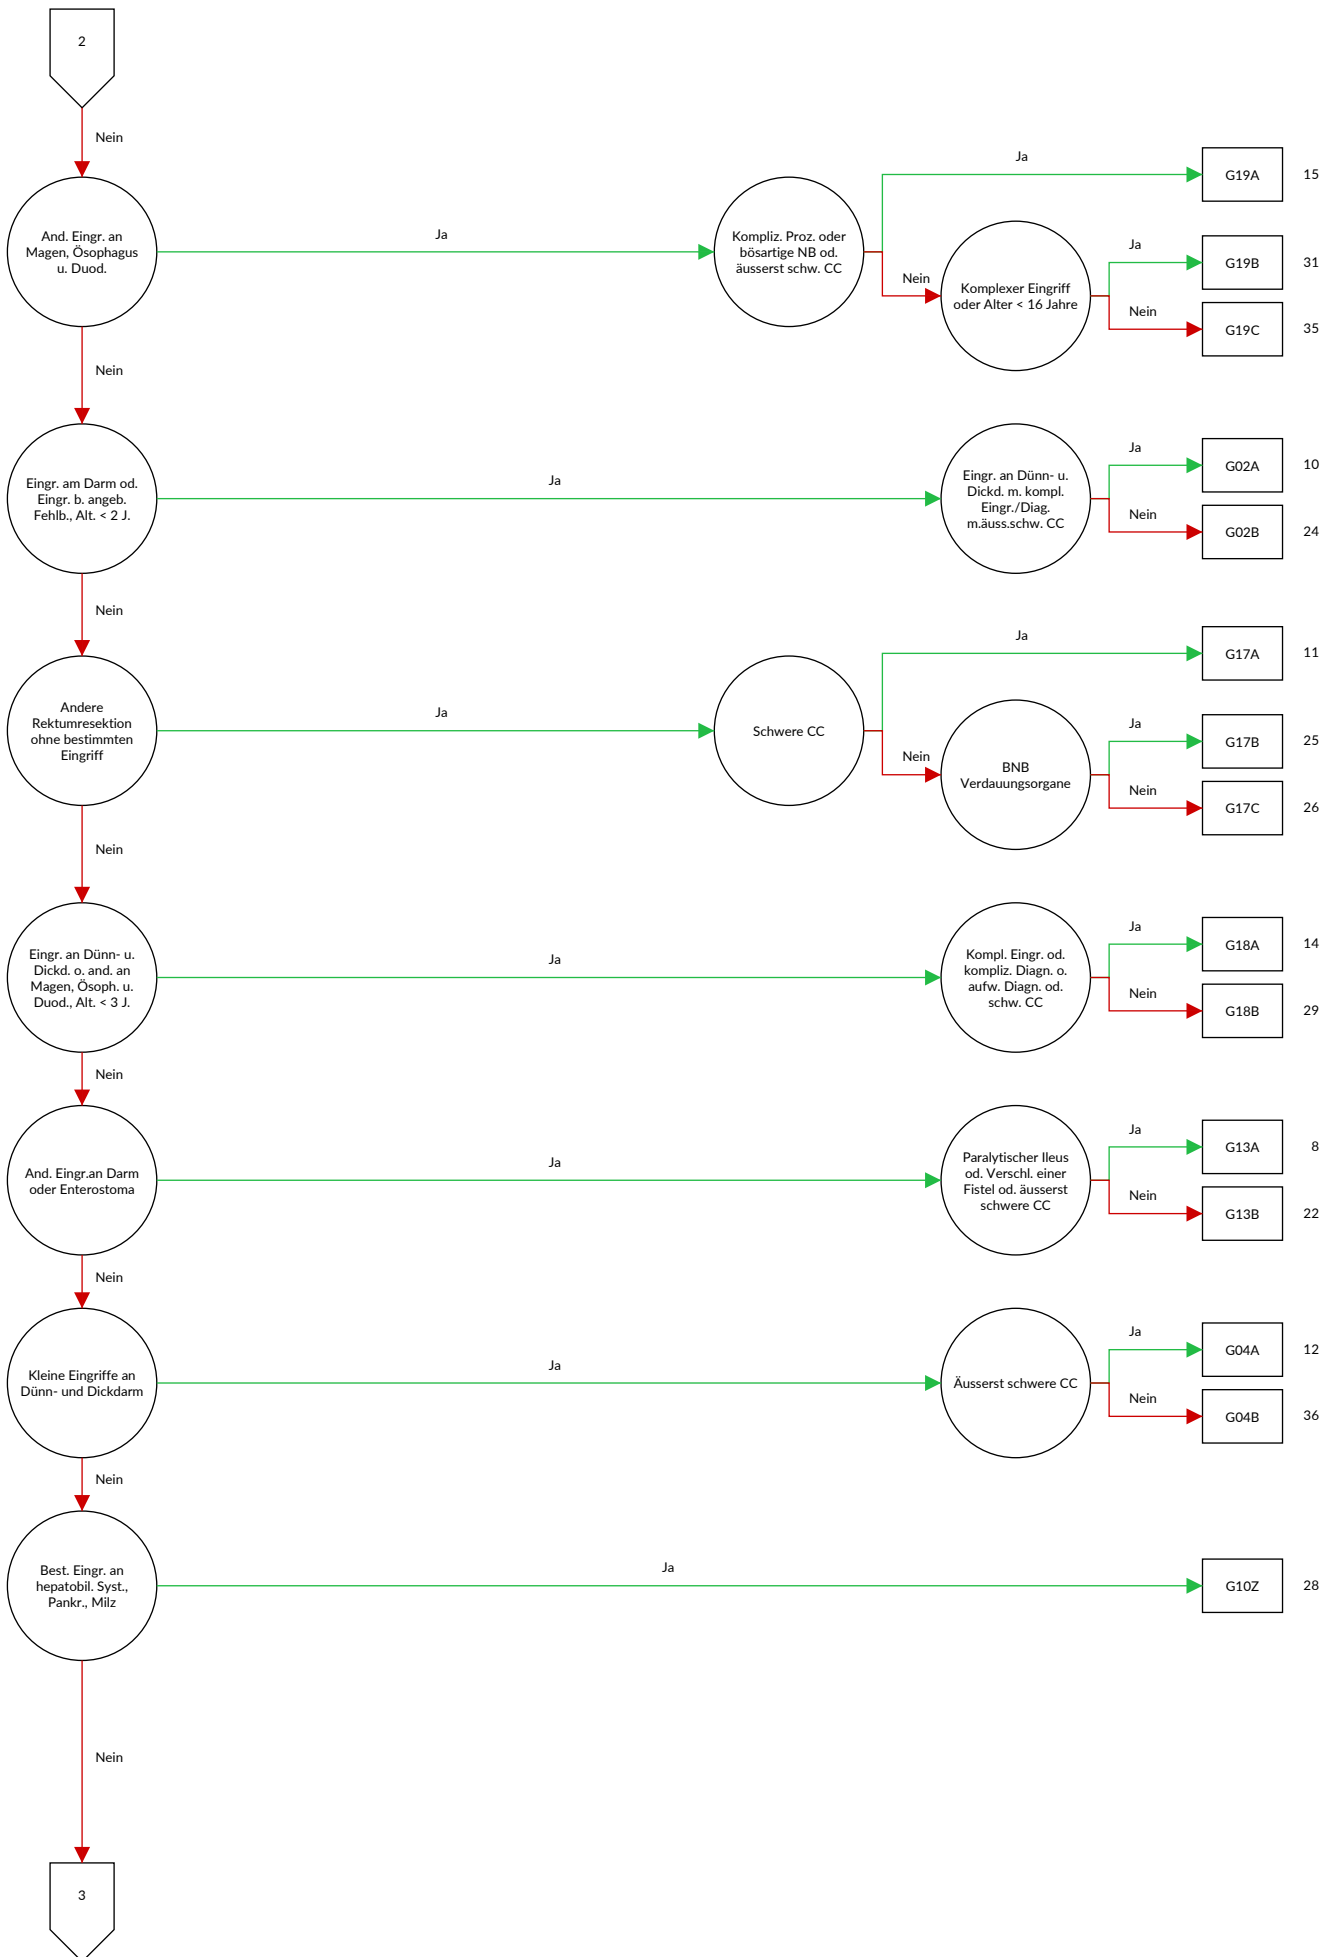 2
Nein
And. Eingr. an
Magen, Ösophagus
u. Duod.
Ja
Kompliz. Proz. oder
bösartige NB od.
äusserst schw. CC
Ja
G19A 15
Nein
Komplexer Eingriff
oder Alter < 16 Jahre
Ja
G19B 31
Nein
G19C 35
Nein
Eingr. am Darm od.
Eingr. b. angeb.
Fehlb., Alt. < 2 J.
Ja
Eingr. an Dünn- u.
Dickd. m. kompl.
Eingr./Diag.
m.äuss.schw. CC
Ja
G02A 10
Nein
G02B 24
Nein
Andere
Rektumresektion
ohne bestimmten
Eingriff
Ja
Schwere CC
Ja
G17A 11
Nein
BNB
Verdauungsorgane
Ja
G17B 25
Nein
G17C 26
Nein
Eingr. an Dünn- u.
Dickd. o. and. an
Magen, Ösoph. u.
Duod., Alt. < 3 J.
Ja
Kompl. Eingr. od.
kompliz. Diagn. o.
aufw. Diagn. od.
schw. CC
Ja
G18A 14
Nein
G18B 29
Nein
And. Eingr.an Darm
oder Enterostoma
Ja
Paralytischer Ileus
od. Verschl. einer
Fistel od. äusserst
schwere CC
Ja
G13A 8
Nein
G13B 22
Nein
Kleine Eingriffe an
Dünn- und Dickdarm
Ja
Äusserst schwere CC
Ja
G04A 12
Nein
G04B 36
Nein
Best. Eingr. an
hepatobil. Syst.,
Pankr., Milz
Ja
G10Z 28
Nein
3